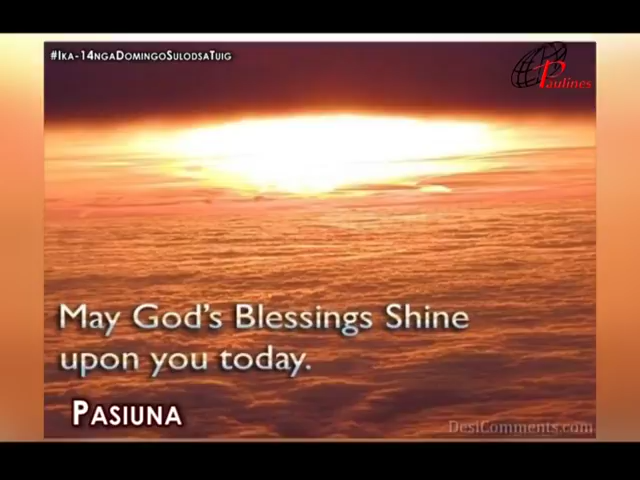 #IKA-14NGADOMINGOSULODSATUIG
Paulines
May God's Blessings Shine
upon you today.
PASIUNA
DesiComments.com